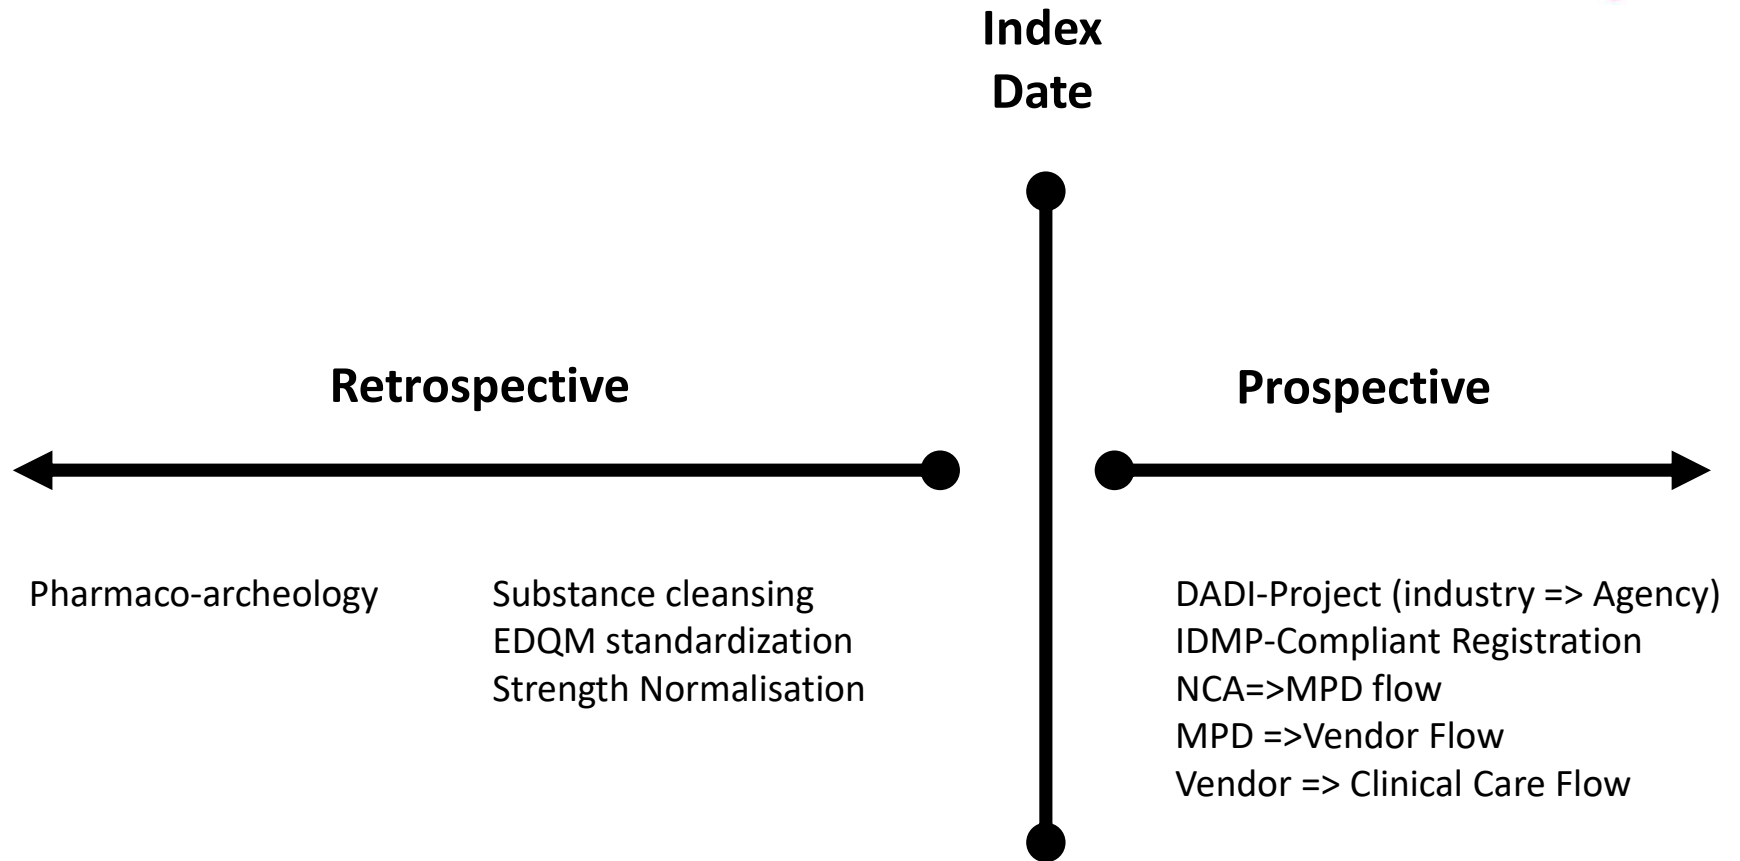 Index
Date
Retrospective
Prospective
Pharmaco-archeology
Substance cleansing
EDQM standardization
Strength Normalisation
DADI-Project (industry => Agency)
IDMP-Compliant Registration
NCA=>MPD flow
MPD =>Vendor Flow
Vendor => Clinical Care Flow